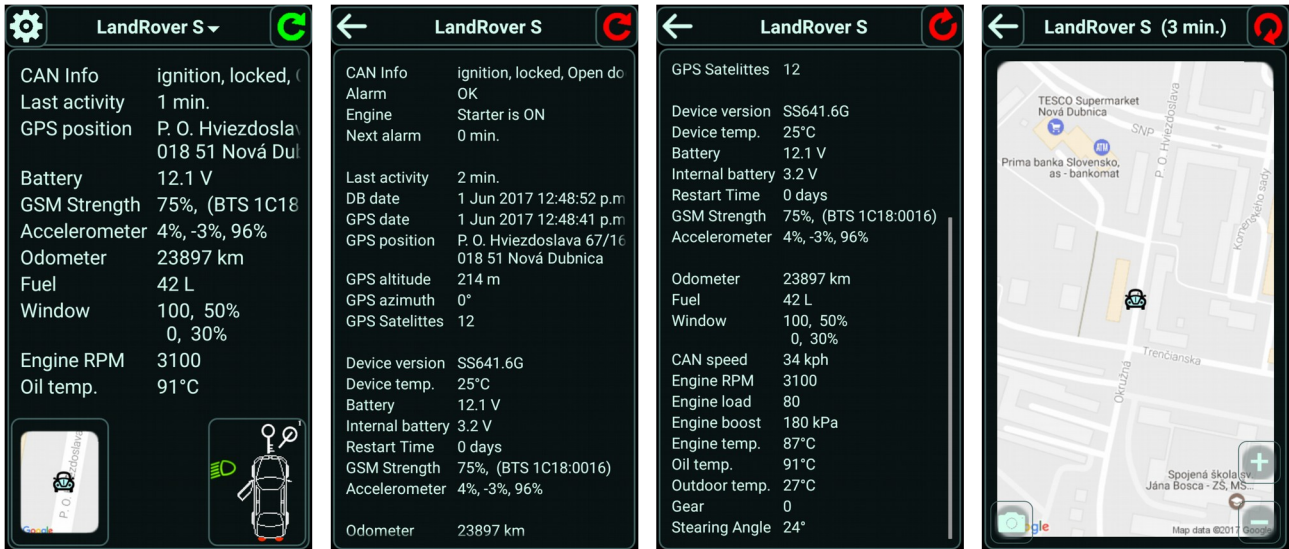 LandRover S
CAN Info ignition, locked,
Last activity 1 min.
GPS position P. O. Hviezdoslav
018 51 Nová Dub
Battery 12.1 V
GSM Strength 75%, (BTS 1C18
Accelerometer 4%, -3%, 96%
Odometer 23897 km
Fuel 42 L
Window 100, 50%
0, 30%
Engine RPM 3100
Oil temp. 91°C
P. O. Hviezdoslava
Google
LandRover S
CAN Info ignition, locked, Open do
Alarm OK
Engine Starter is ON
Next alarm 0 min.
Last activity 2 min.
DB date 1 Jun 2017 12:48:52 p.m
GPS date 1 Jun 2017 12:48:41 p.m
GPS position P. O. Hviezdoslava 67/16
018 51 Nová Dubnica
GPS altitude 214 m
GPS azimuth 0°
GPS Satelittes 12
Device version SS641.6G
Device temp. 25°C
Battery 12.1 V
Internal battery 3.2 V
Restart Time 0 days
GSM Strength 75%, (BTS 1C18:0016)
Accelerometer 4%, -3%, 96%
Odometer 23897 km
LandRover S
GPS Satelittes 12
Device version SS641.6G
Device temp. 25°C
Battery 12.1 V
Internal battery 3.2 V
Restart Time 0 days
GSM Strength 75%, (BTS 1C18:0016)
Accelerometer 4%, -3%, 96%
Odometer 23897 km
Fuel 42 L
Window 100, 50%
0, 30%
CAN speed 34 kph
Engine RPM 3100
Engine load 80
Engine boost 180 kPa
Engine temp. 87°C
Oil temp. 91°C
Outdoor temp. 27°C
Gear 0
Stearing Angle 24°
LandRover S (3 min.)
TESCO Supermarket
Nová Dubnica
SNP
P. O. Hviezdoslava
ATM
Prima banka Slovensko,
as - bankomat
Komenského sady
Trenčianska
Okružná
Spojená škola sv.
Jána Bosca - ZŠ, MŠ...
gle
Map data ©2017 Google